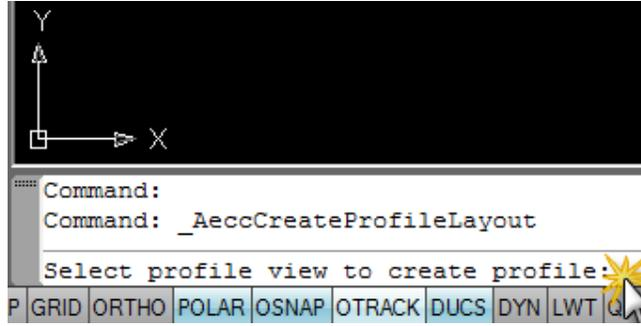 Y
X
Command:
Command: _AeccCreateProfileLayout
Select profile view to create profile:
P GRID ORTHO POLAR OSNAP OTRACK DUCS DYN LWT Q